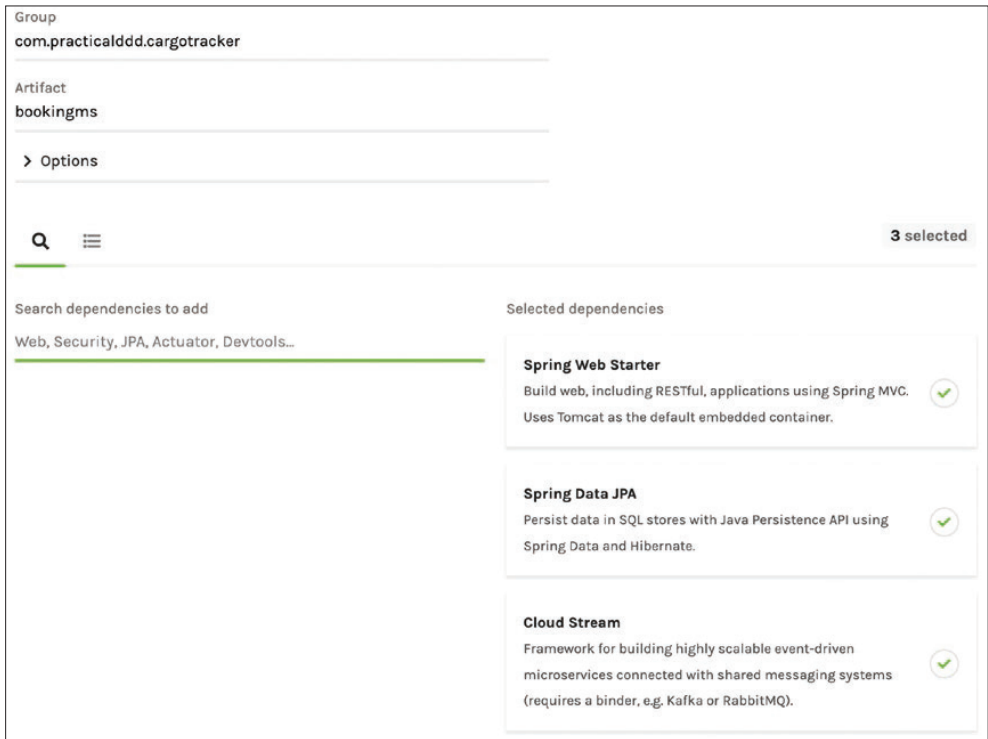 Group
com.practicalddd.cargotracker
Artifact
bookingms
Options
3 selected
Search dependencies to add
Web, Security, JPA, Actuator, Devtools...
Selected dependencies
Spring Web Starter
Build web, including RESTful, applications using Spring MVC.
Uses Tomcat as the default embedded container.
Spring Data JPA
Persist data in SQL stores with Java Persistence API using
Spring Data and Hibernate.
Cloud Stream
Framework for building highly scalable event-driven
microservices connected with shared messaging systems
(requires a binder, e.g. Kafka or RabbitMQ).